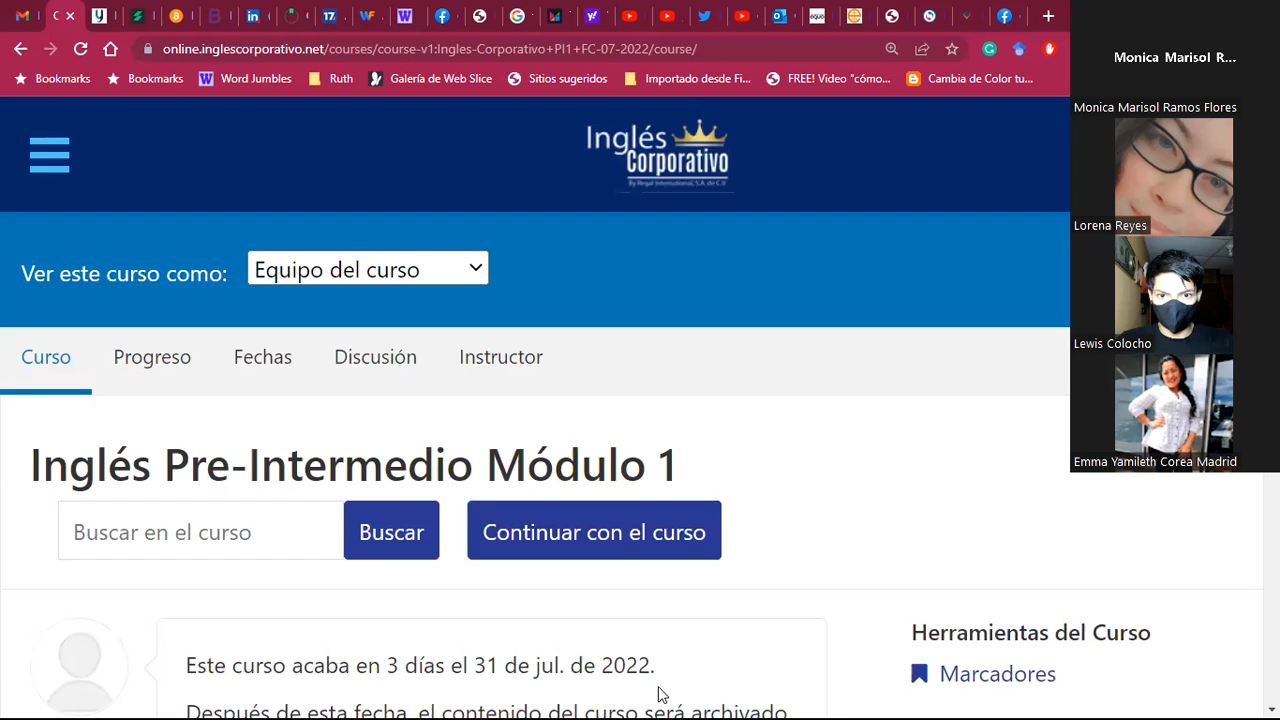 online.inglescorporativo.net/courses/course-v1:Ingles-Corporativo+PI1+FC-07-2022/course/
Bookmarks
Bookmarks
Word Jumbles
Ruth
Galería de Web Slice
Sitios sugeridos
Importado desde Fi...
FREE! Video "cómo...
Cambia de Color tu...
Inglés
Corporativo
By Regal International, S.A. de C.V
Ver este curso como:
Equipo del curso
Curso
Progreso
Fechas
Discusión
Instructor
Inglés Pre-Intermedio Módulo 1
Buscar en el curso
Buscar
Continuar con el curso
Este curso acaba en 3 días el 31 de jul. de 2022.
Después de esta fecha, el contenido del curso será archivado
Herramientas del Curso
Marcadores
Monica Marisol R...
Monica Marisol Ramos Flores
Lorena Reyes
Lewis Colocho
Emma Yamileth Corea Madrid